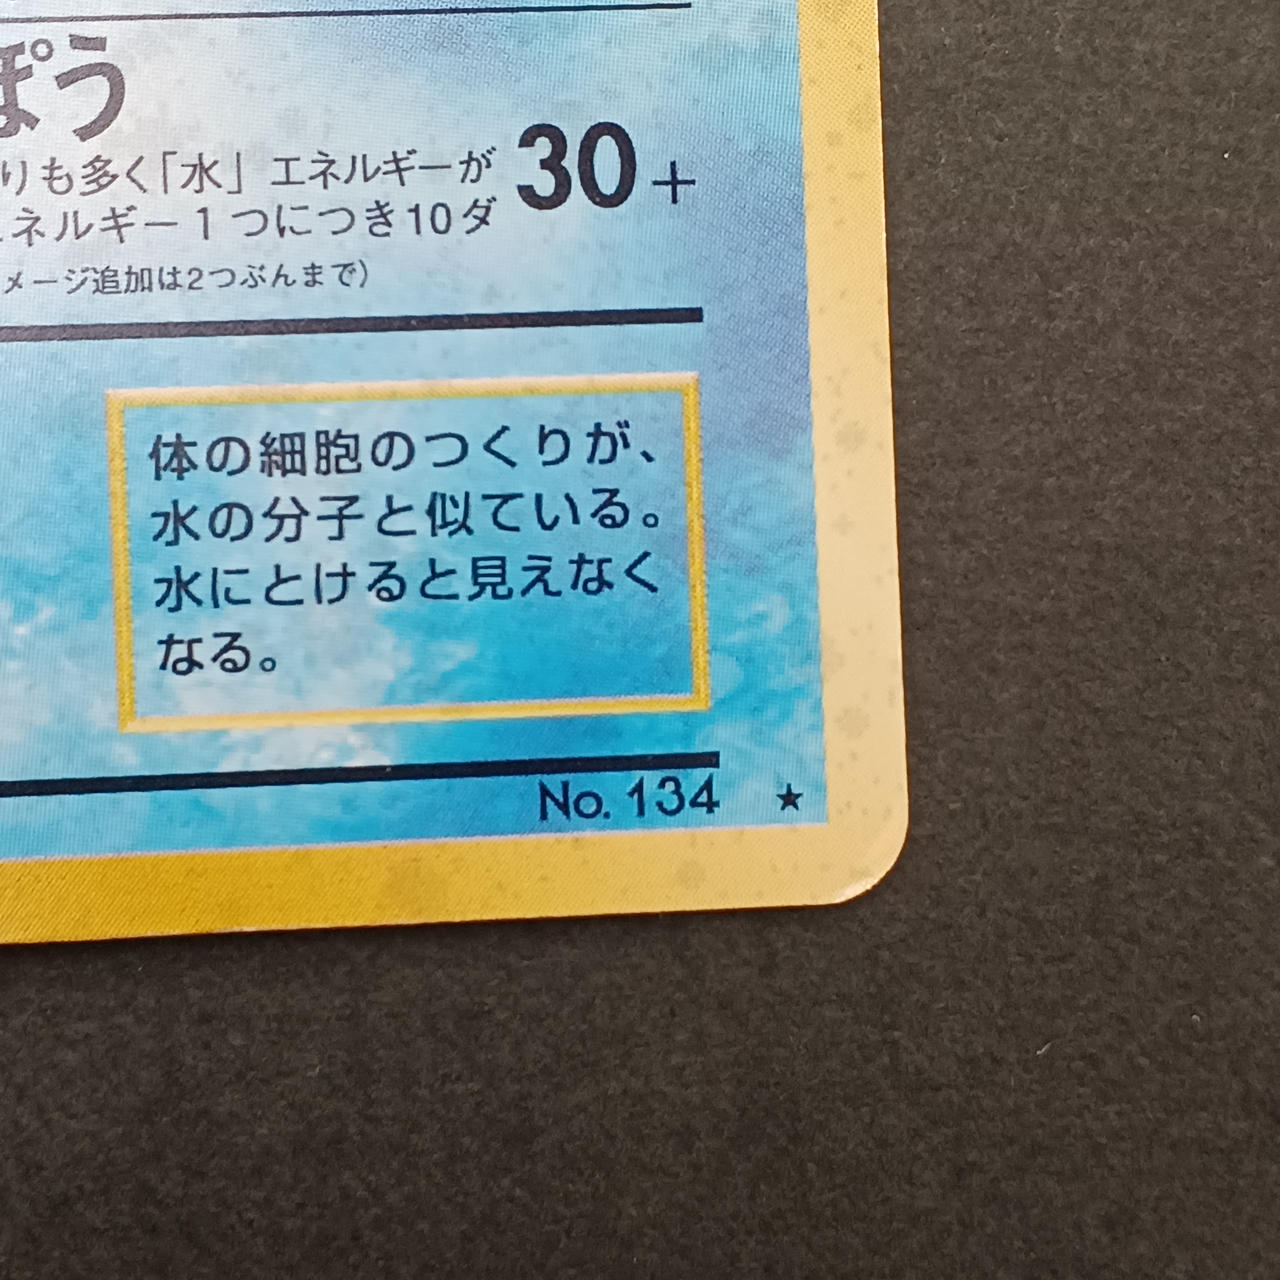 ぽう
りも多く「水」エネルギーが
30+
ネルギー1つにつき10ダ
メージ追加は2つぶんまで)
体の細胞のつくりが、
水の分子と似ている。
水にとけると見えなく
なる。
No. 134 ★